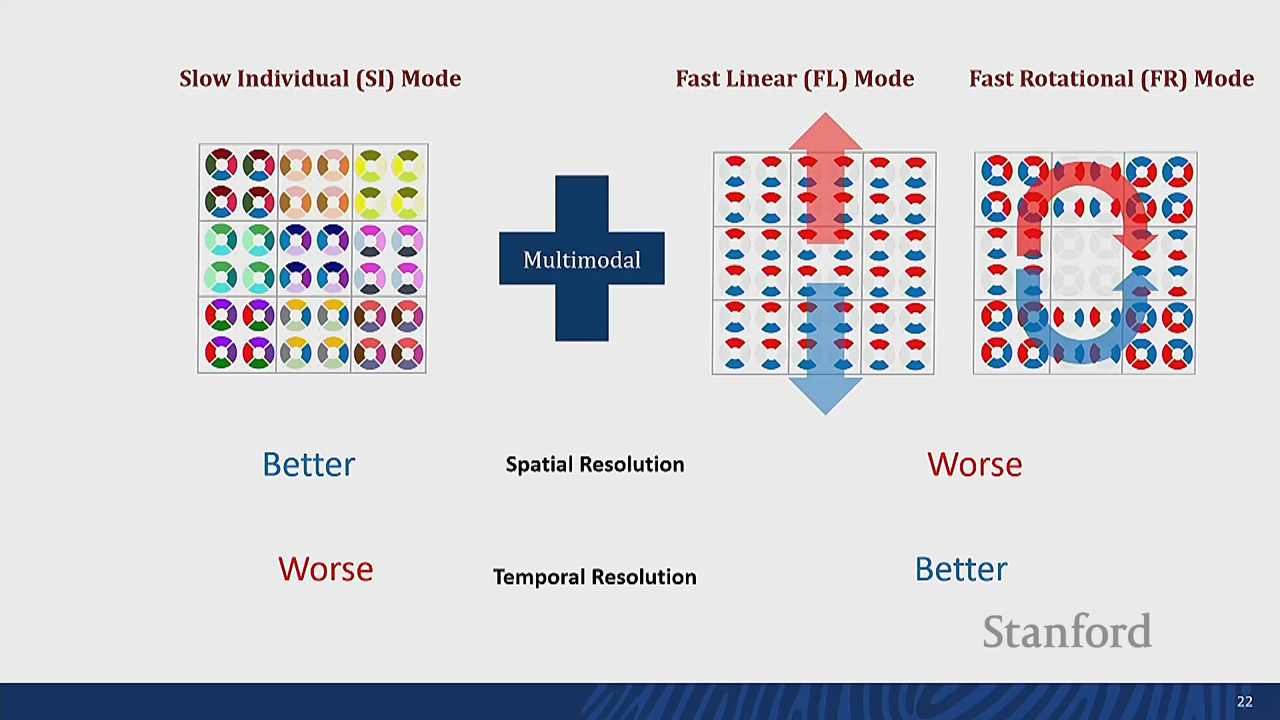 Slow Individual (SI) Mode
Fast Linear (FL) Mode
Fast Rotational (FR) Mode
Multimodal
Better
Spatial Resolution
Worse
Worse
Temporal Resolution
Better
Stanford
22